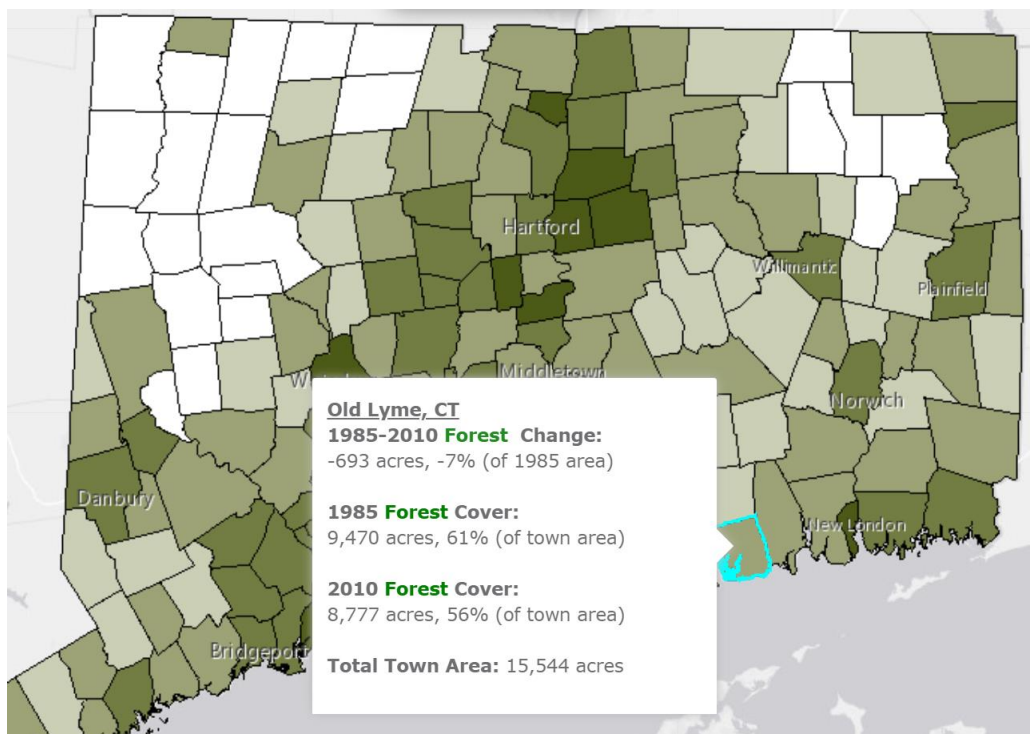 Hartford
Willimantic
Plainfield
Middletown
Norwich
Danbury
New London
Bridgeport
Old Lyme, CT
1985-2010 Forest Change:
-693 acres, -7% (of 1985 area)
1985 Forest Cover:
9,470 acres, 61% (of town area)
2010 Forest Cover:
8,777 acres, 56% (of town area)
Total Town Area: 15,544 acres